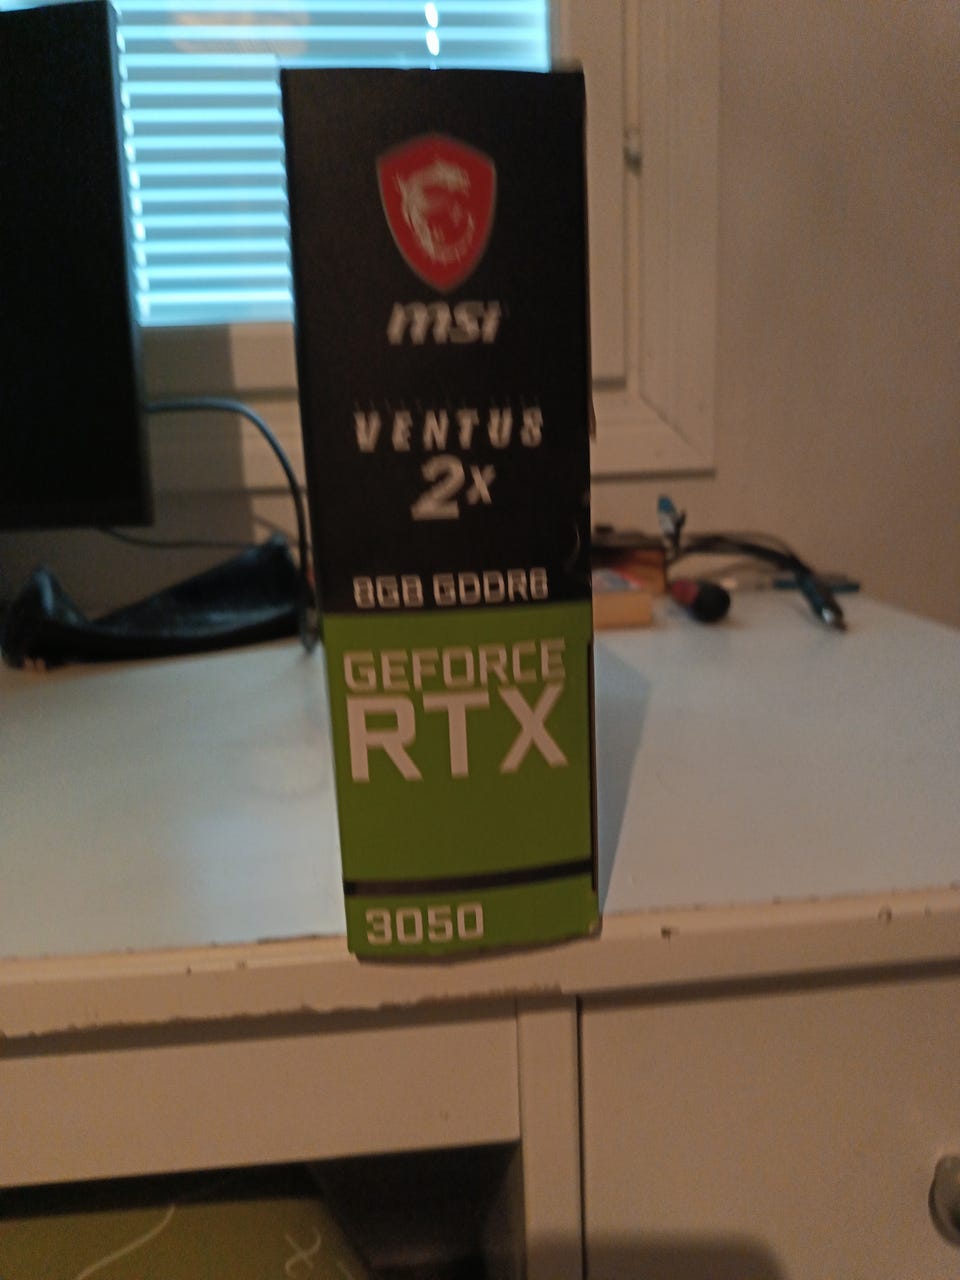 msi
VENTUS
2X
8GB GDDR6
GEFORCE
RTX
3050